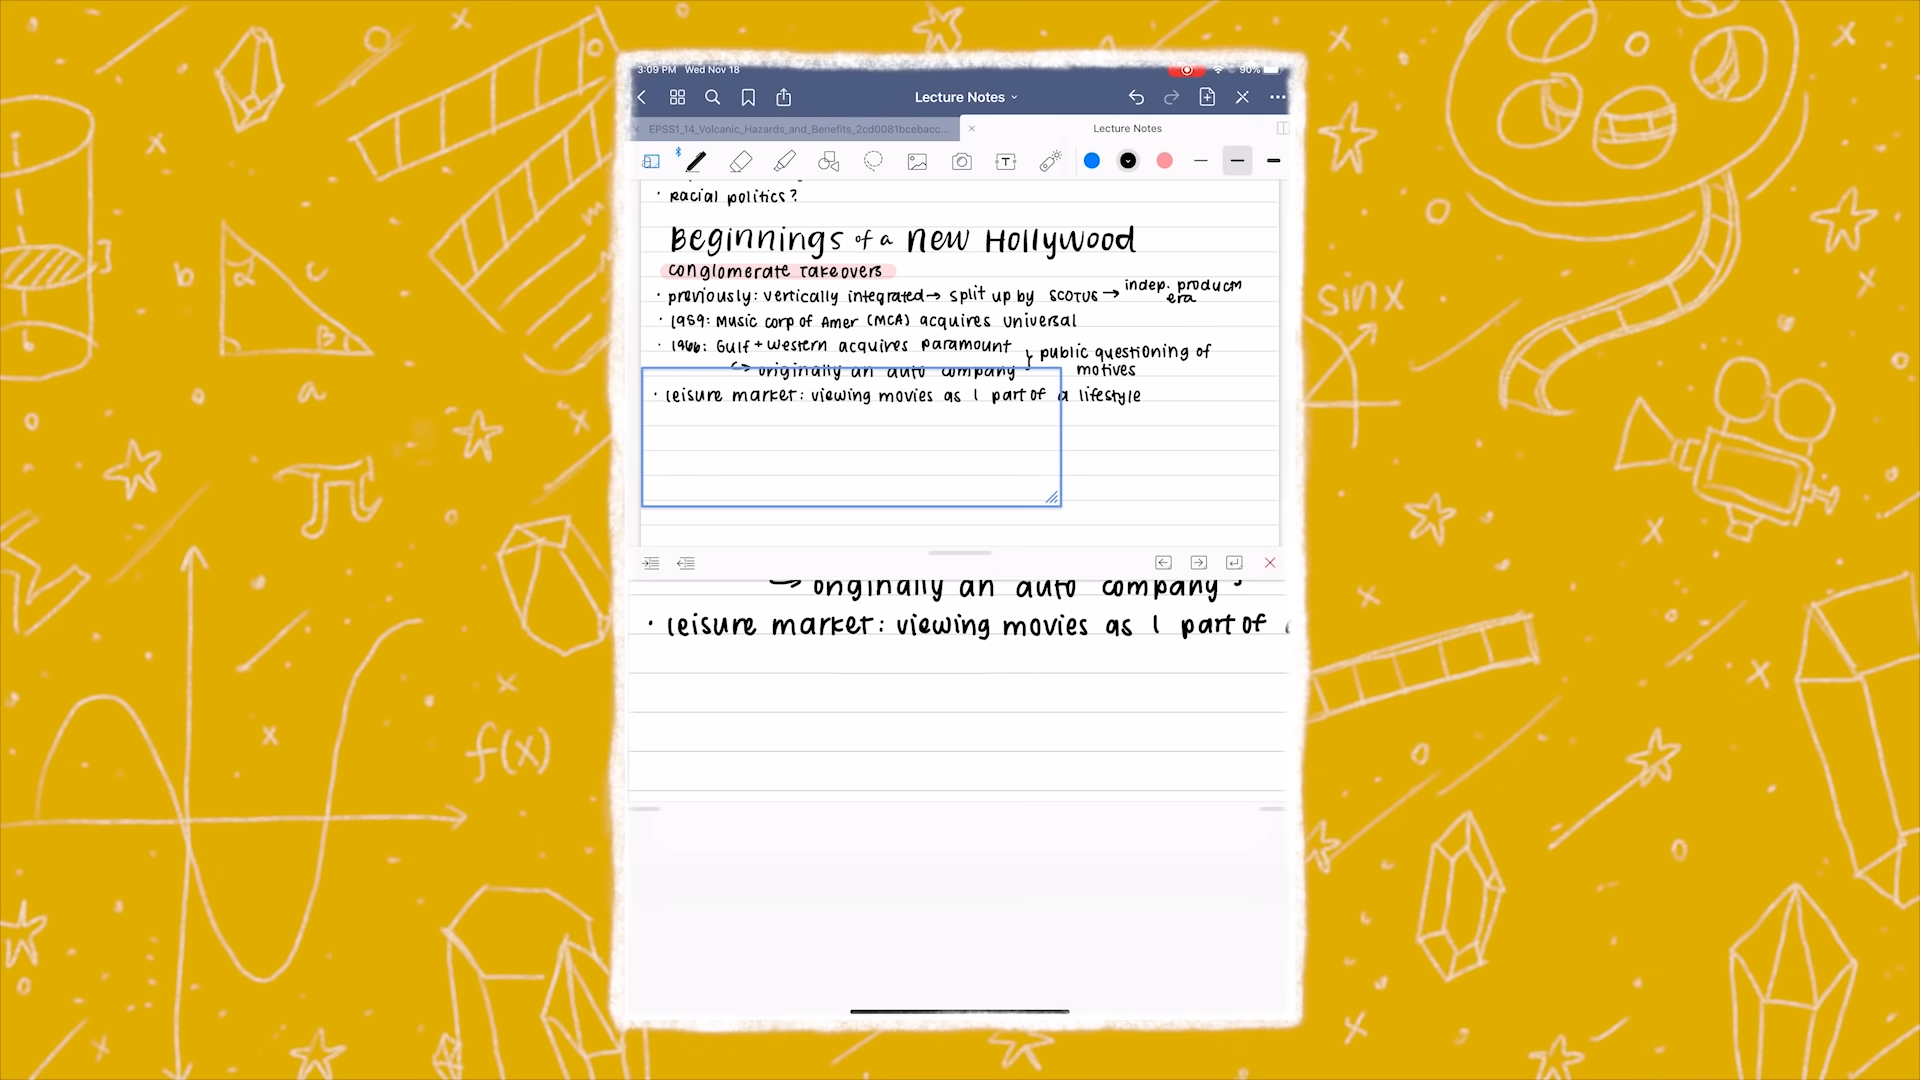 3:09 PM Wed Nov 18
90%
Lecture Notes
EPSS1_14_Volcanic_Hazards_and_Benefits_2cd0081bcebacc...
Lecture Notes
T
• Racial politics?
Beginnings of a New Hollywood
conglomerate takeovers
• previously: vertically integrated → split up by SCOTUS → indep. product era
• 1959: Music corp of Amer (MCA) acquires Universal
• 1966: Gulf + Western acquires Paramount
↳ originally an auto company
public questioning of
motives
• leisure market: viewing movies as 1 part of a lifestyle
↳ originally an auto company
• leisure market: viewing movies as 1 part of
b
α
c
β
a
π
f(x)
sinx